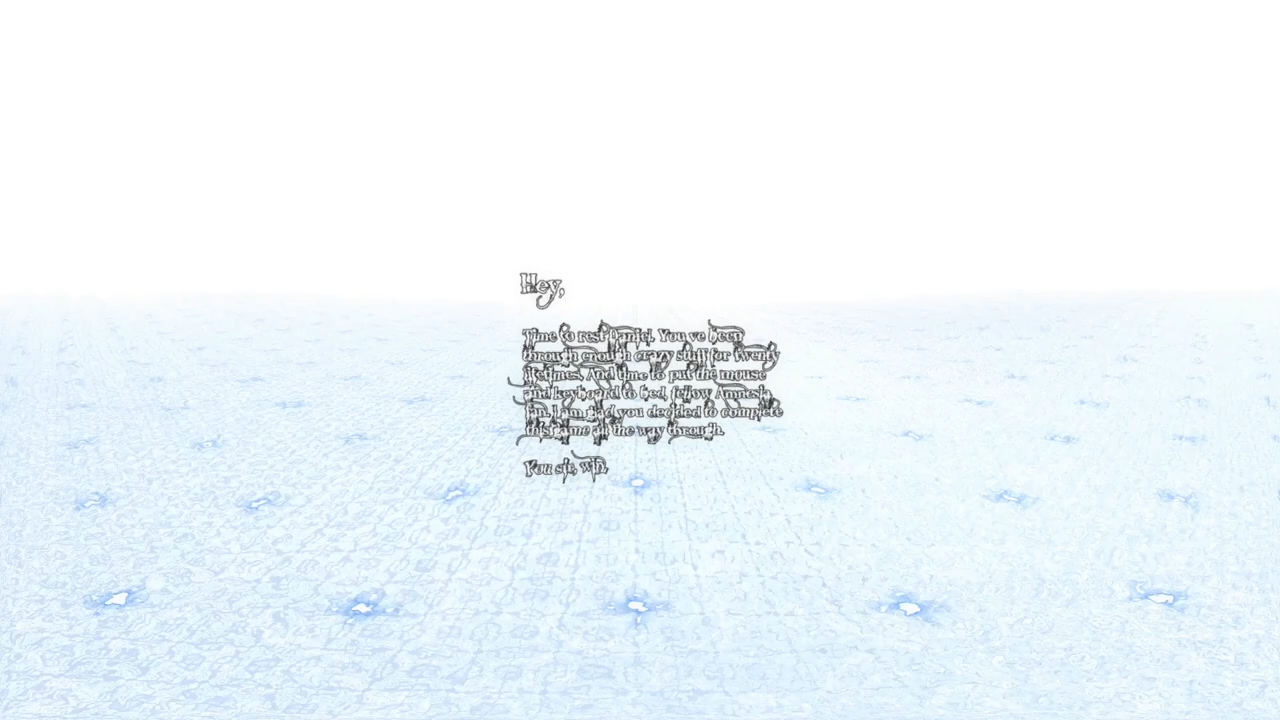 Hey,
Time to rest Daniel. You've been
through enough crazy stuff for twenty
lifetimes. And time to put the mouse
and keyboard to bed, fellow Amnesia
fan. I am glad you decided to complete
this game all the way through.
You sir, win.